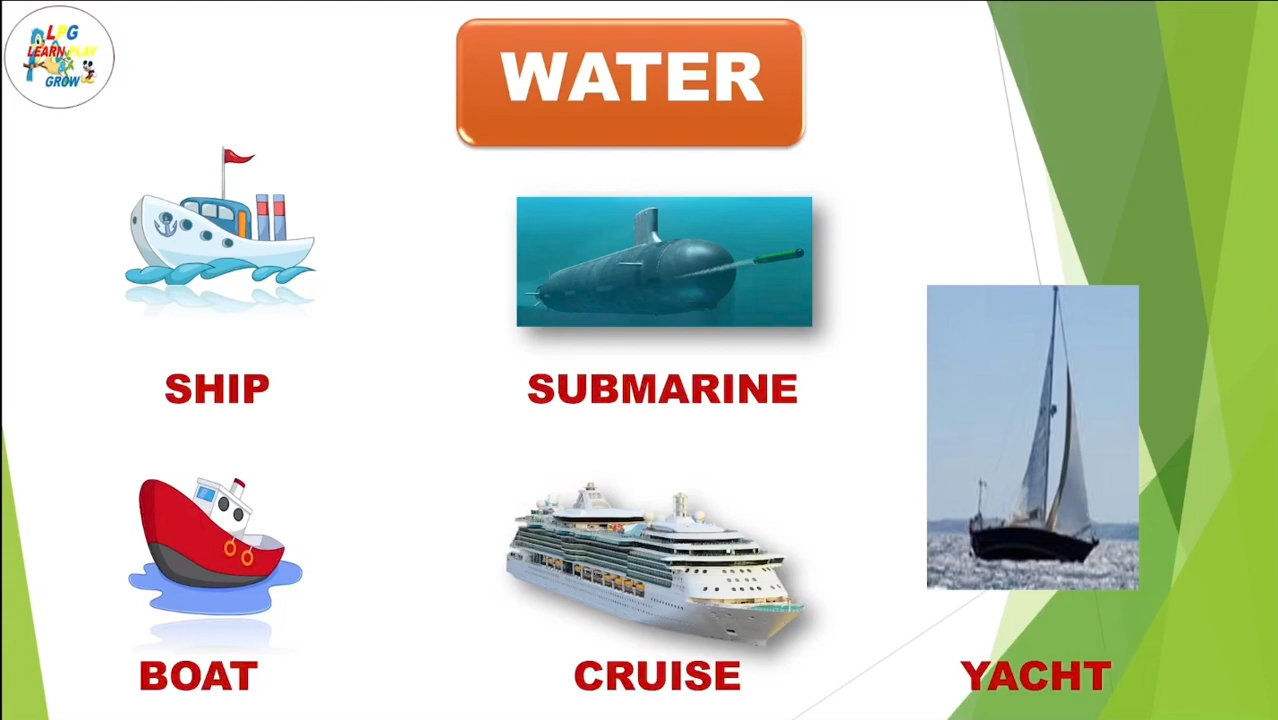 LPG
LEARN PLAY
GROW
WATER
SHIP
SUBMARINE
BOAT
CRUISE
YACHT